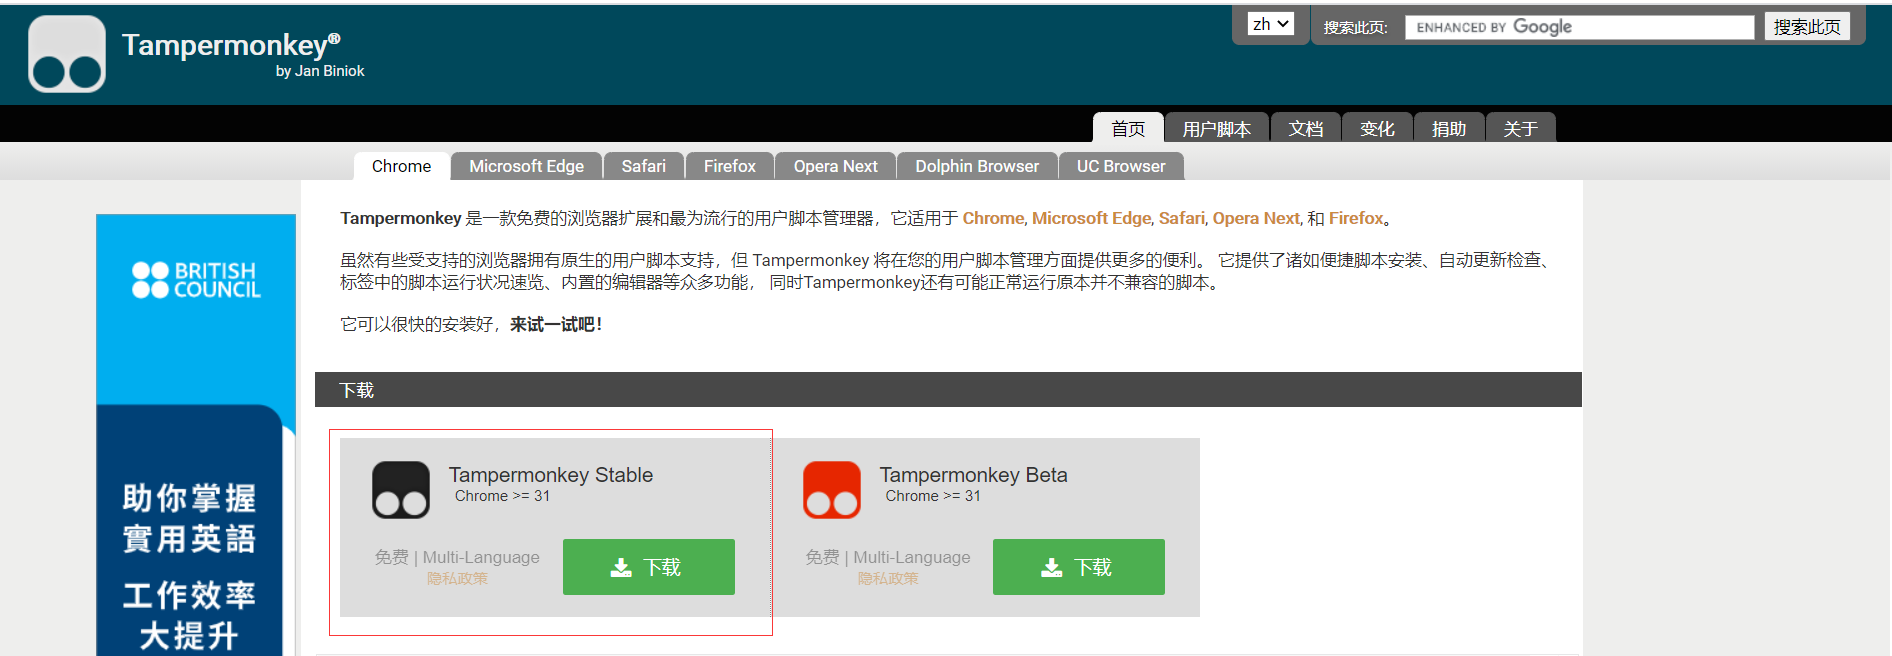 Tampermonkey®
by Jan Biniok
zh
搜索此页:
ENHANCED BY Google
搜索此页
首页 用户脚本 文档 变化 捐助 关于
Chrome Microsoft Edge Safari Firefox Opera Next Dolphin Browser UC Browser
BRITISH
COUNCIL
助你掌握
實用英語
工作效率
大提升
Tampermonkey 是一款免费的浏览器扩展和最为流行的用户脚本管理器，它适用于 Chrome, Microsoft Edge, Safari, Opera Next, 和 Firefox。
虽然有些受支持的浏览器拥有原生的用户脚本支持，但 Tampermonkey 将在您的用户脚本管理方面提供更多的便利。 它提供了诸如便捷脚本安装、自动更新检查、
标签中的脚本运行状况速览、内置的编辑器等众多功能， 同时Tampermonkey还有可能正常运行原本并不兼容的脚本。
它可以很快的安装好，来试一试吧！
下载
Tampermonkey Stable
Chrome >= 31
免费 | Multi-Language
隐私政策
下载
Tampermonkey Beta
Chrome >= 31
免费 | Multi-Language
隐私政策
下载